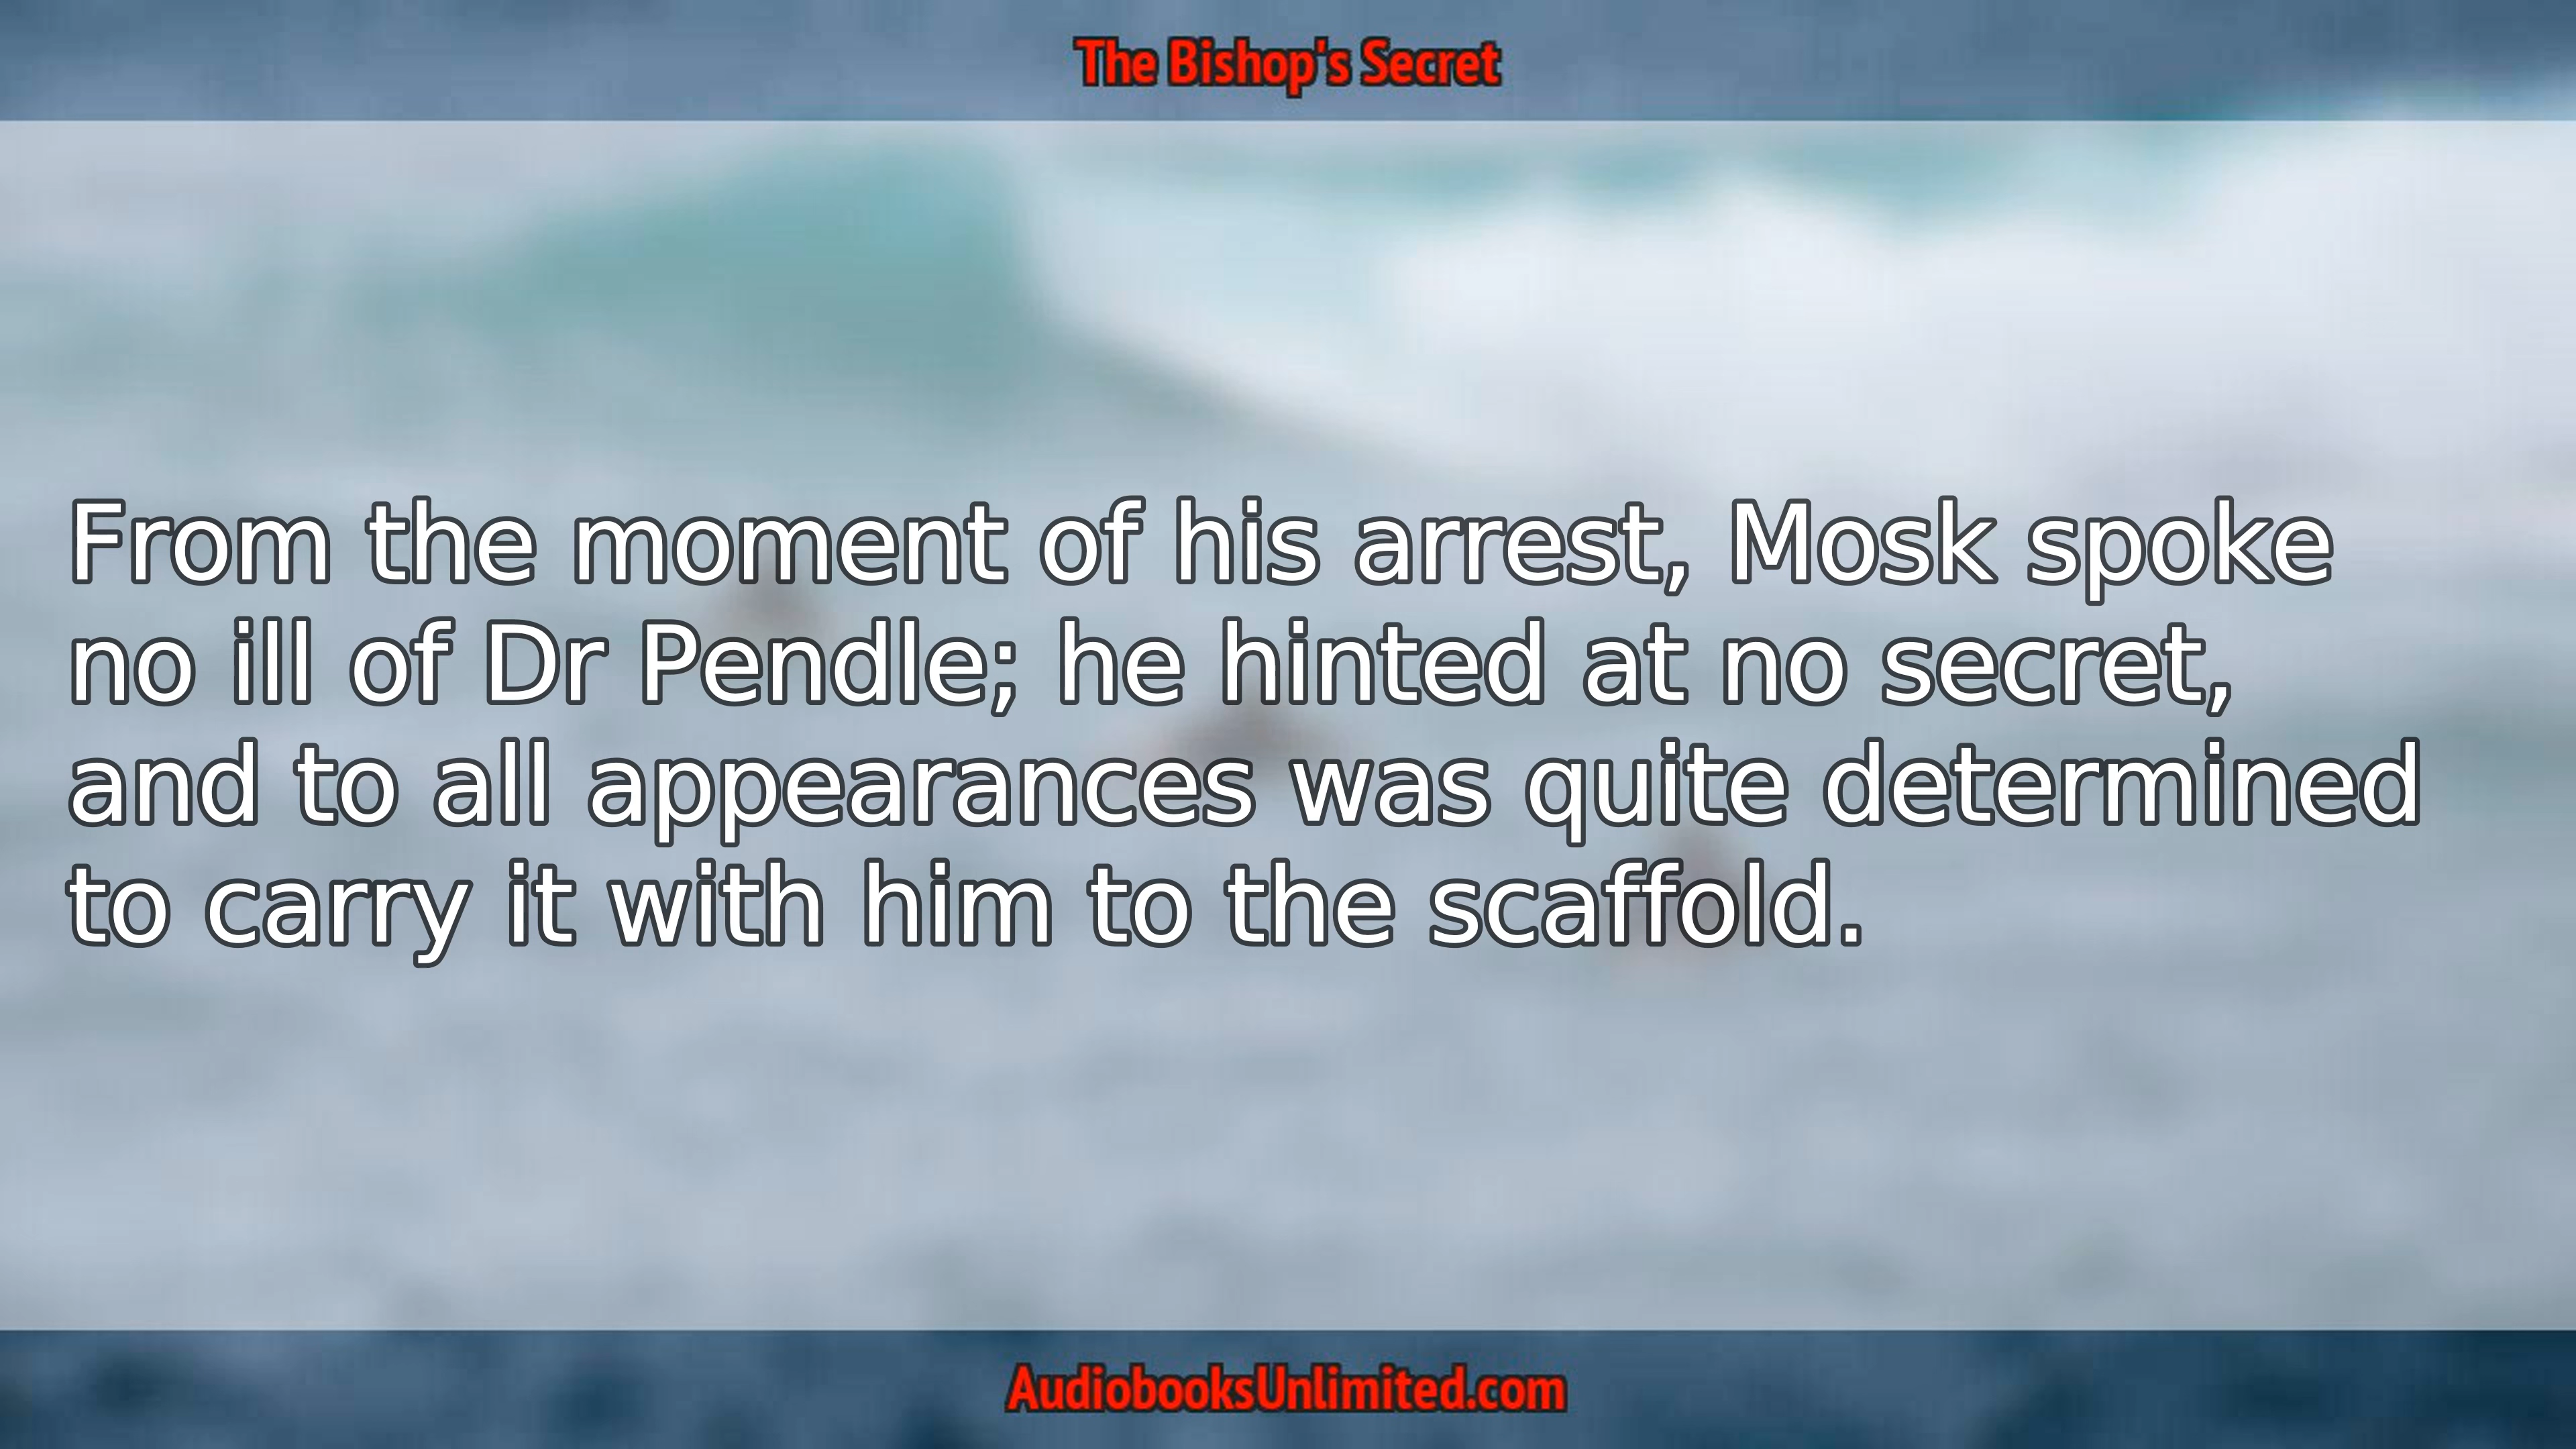 The Bishop's Secret
From the moment of his arrest, Mosk spoke
no ill of Dr Pendle; he hinted at no secret,
and to all appearances was quite determined
to carry it with him to the scaffold.
AudiobooksUnlimited.com